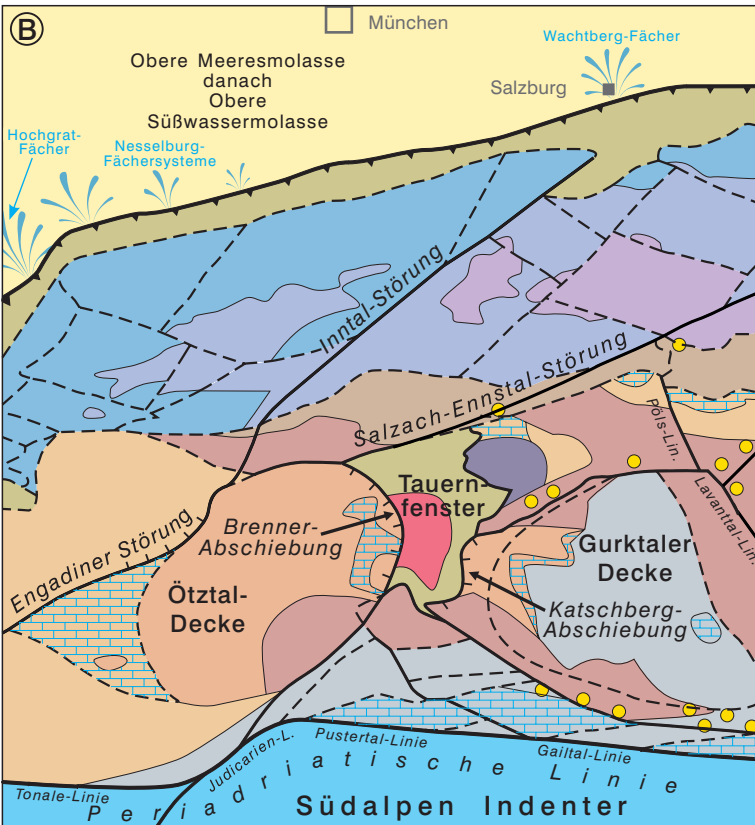 B
München
Wachtberg-Fächer
Obere Meeresmolasse
danach
Obere
Süßwassermolasse
Salzburg
Hochgrat-
Fächer
Nesselburg-
Fächersysteme
Inntal-Störung
Salzach-Ennstal-Störung
Pöls-Lin.
Lavanttal-Lin.
Tauern-
fenster
Brenner-
Abschiebung
Engadiner Störung
Ötztal-
Decke
Gurktaler
Decke
Katschberg-
Abschiebung
Judicarien-L.
Pustertal-Linie
Gailtal-Linie
Tonale-Linie
Periadriatische Linie
Südalpen Indenter